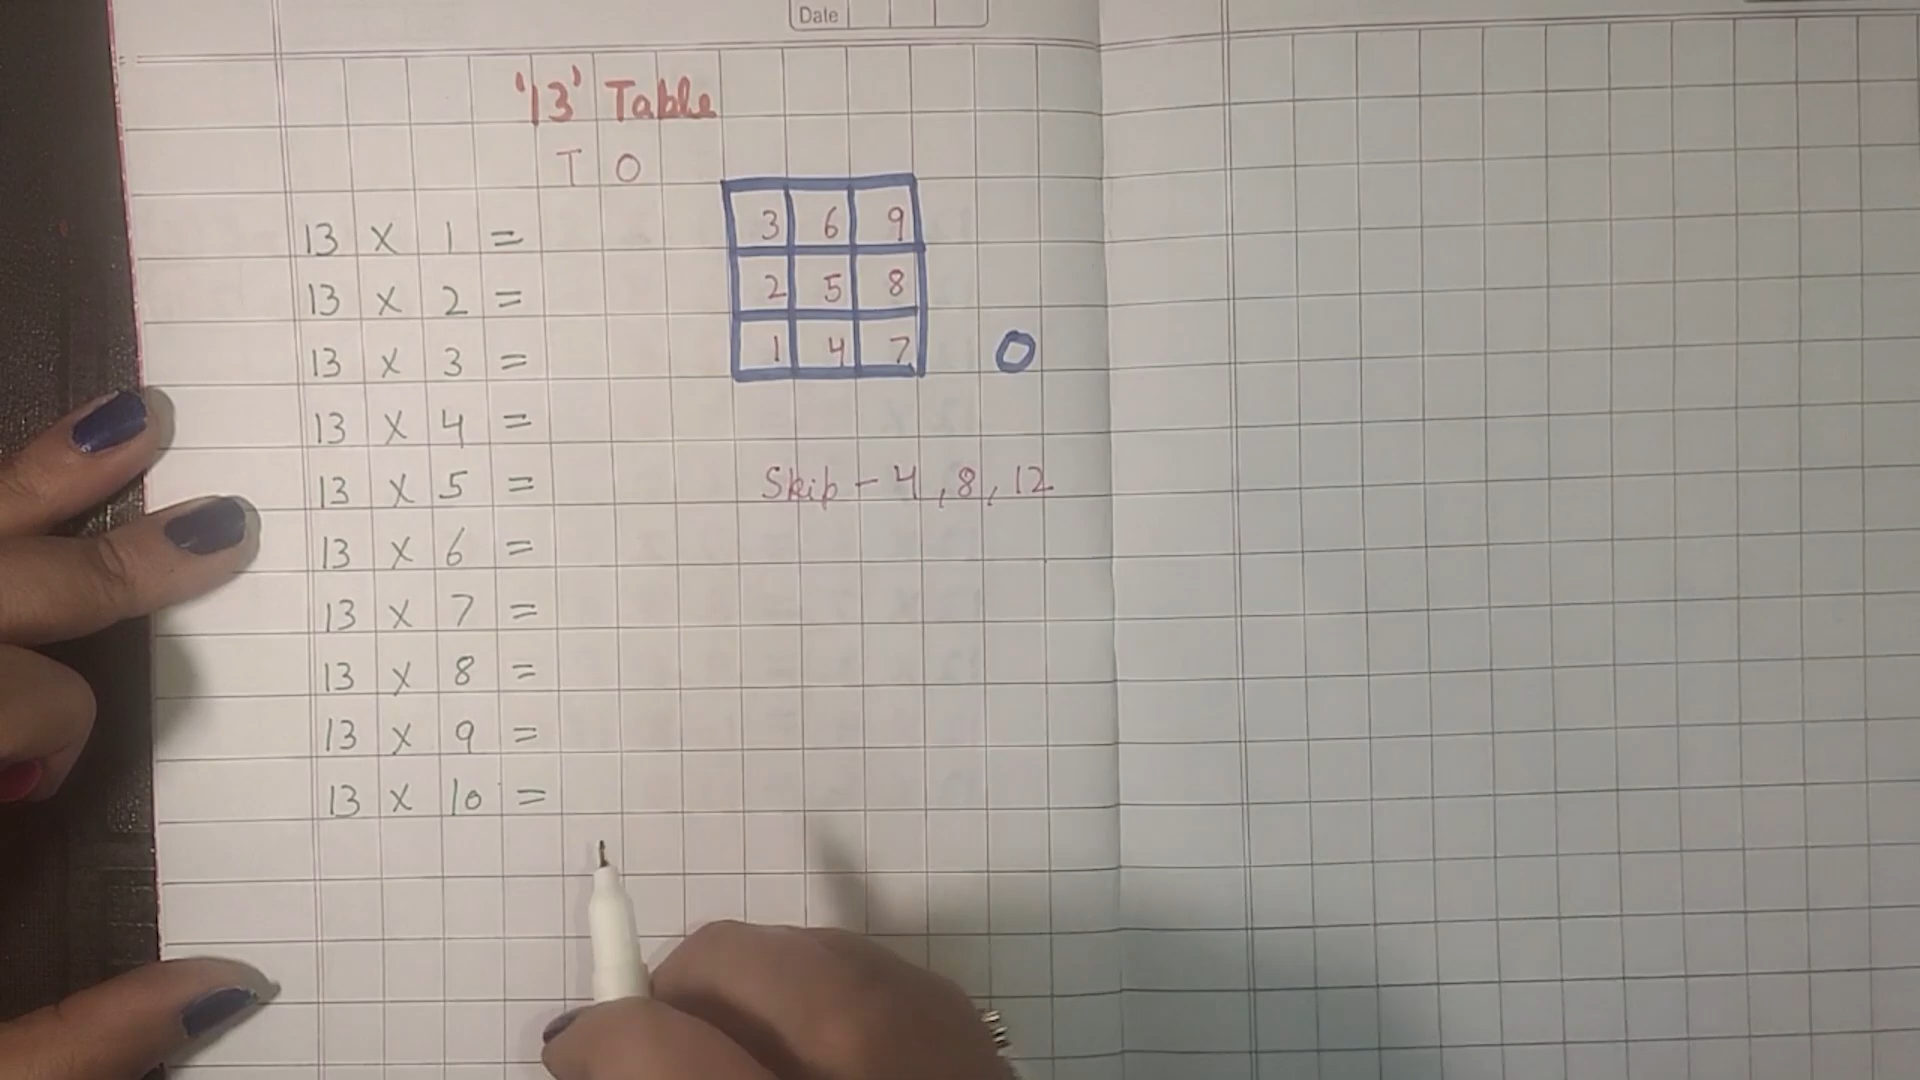 Date
'13' Table
T O
13 X 1 =
13 X 2 =
13 X 3 =
13 X 4 =
13 X 5 =
13 X 6 =
13 X 7 =
13 X 8 =
13 X 9 =
13 X 10 =
3 6 9
2 5 8
1 4 7 0
Skip - 4, 8, 12